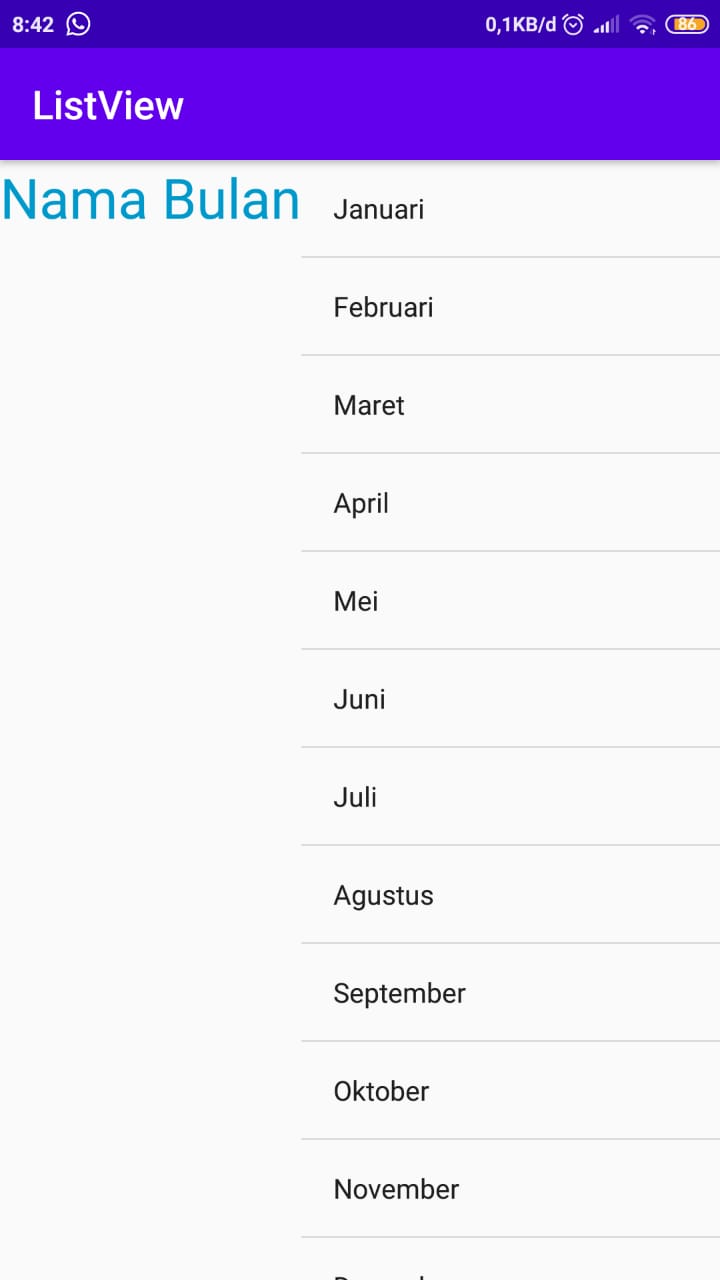 8:42 0,1KB/d 86
ListView
Nama Bulan
Januari
Februari
Maret
April
Mei
Juni
Juli
Agustus
September
Oktober
November